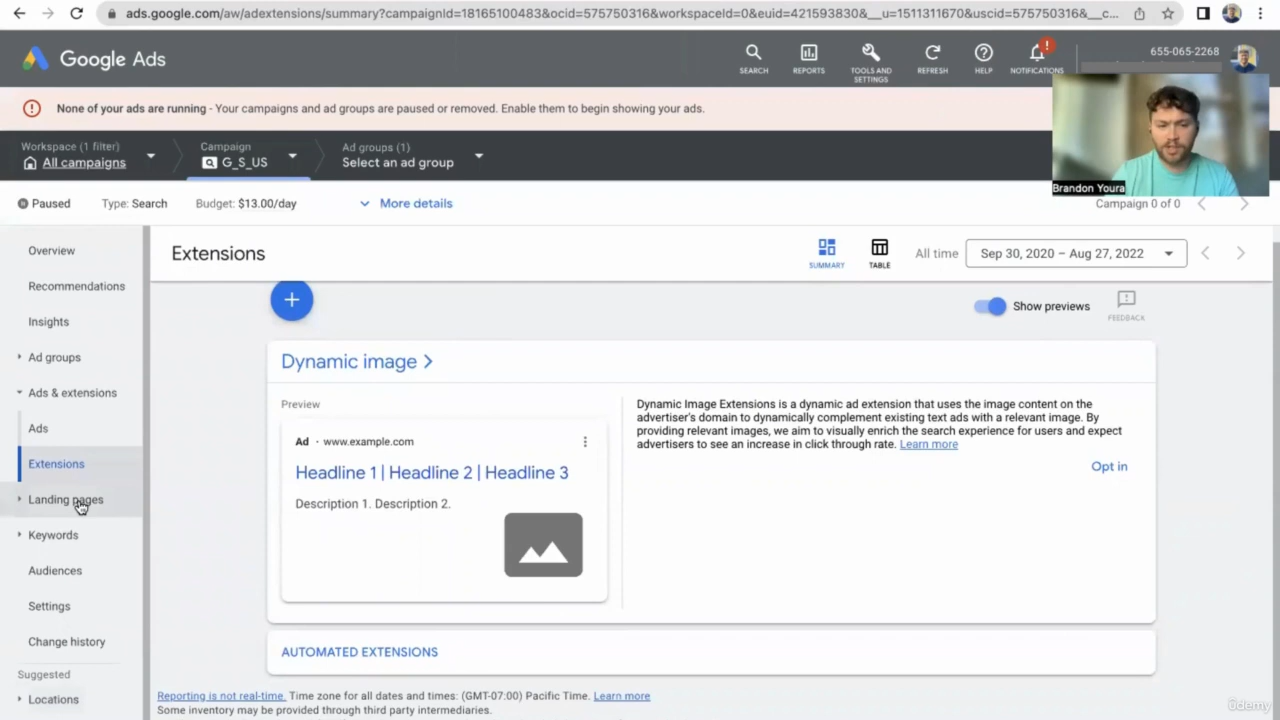 ads.google.com/aw/adextensions/summary?campaignId=18165100483&ocid=575750316&workspaceId=0&euid=421593830&__u=1511311670&uscid=575750316&__c...
Google Ads
SEARCH
REPORTS
TOOLS AND SETTINGS
REFRESH
HELP
NOTIFICATIONS
!
655-065-2268
None of your ads are running - Your campaigns and ad groups are paused or removed. Enable them to begin showing your ads.
Workspace (1 filter)
All campaigns
Campaign
G_S_US
Ad groups (1)
Select an ad group
Brandon Youra
Paused
Type: Search
Budget: $13.00/day
More details
Campaign 0 of 0
Overview
Recommendations
Insights
Ad groups
Ads & extensions
Ads
Extensions
Landing pages
Keywords
Audiences
Settings
Change history
Suggested
Locations
Extensions
SUMMARY
TABLE
All time
Sep 30, 2020 – Aug 27, 2022
Show previews
FEEDBACK
Dynamic image
Preview
Ad · www.example.com
Headline 1 | Headline 2 | Headline 3
Description 1. Description 2.
Dynamic Image Extensions is a dynamic ad extension that uses the image content on the
advertiser's domain to dynamically complement existing text ads with a relevant image. By
providing relevant images, we aim to visually enrich the search experience for users and expect
advertisers to see an increase in click through rate. Learn more
Opt in
AUTOMATED EXTENSIONS
Reporting is not real-time. Time zone for all dates and times: (GMT-07:00) Pacific Time. Learn more
Some inventory may be provided through third party intermediaries.
ûdemy